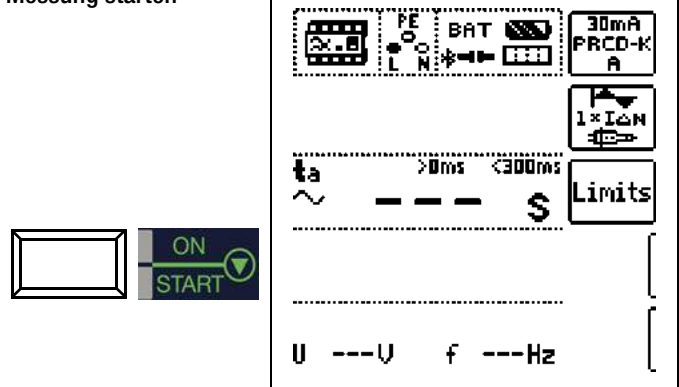 Messung starten
PE
L N
BAT
30mA
PRCD-K
A
1×IΔN
ta >0ms <300ms
~ --- s
Limits
ON
START
U ---V f ---Hz